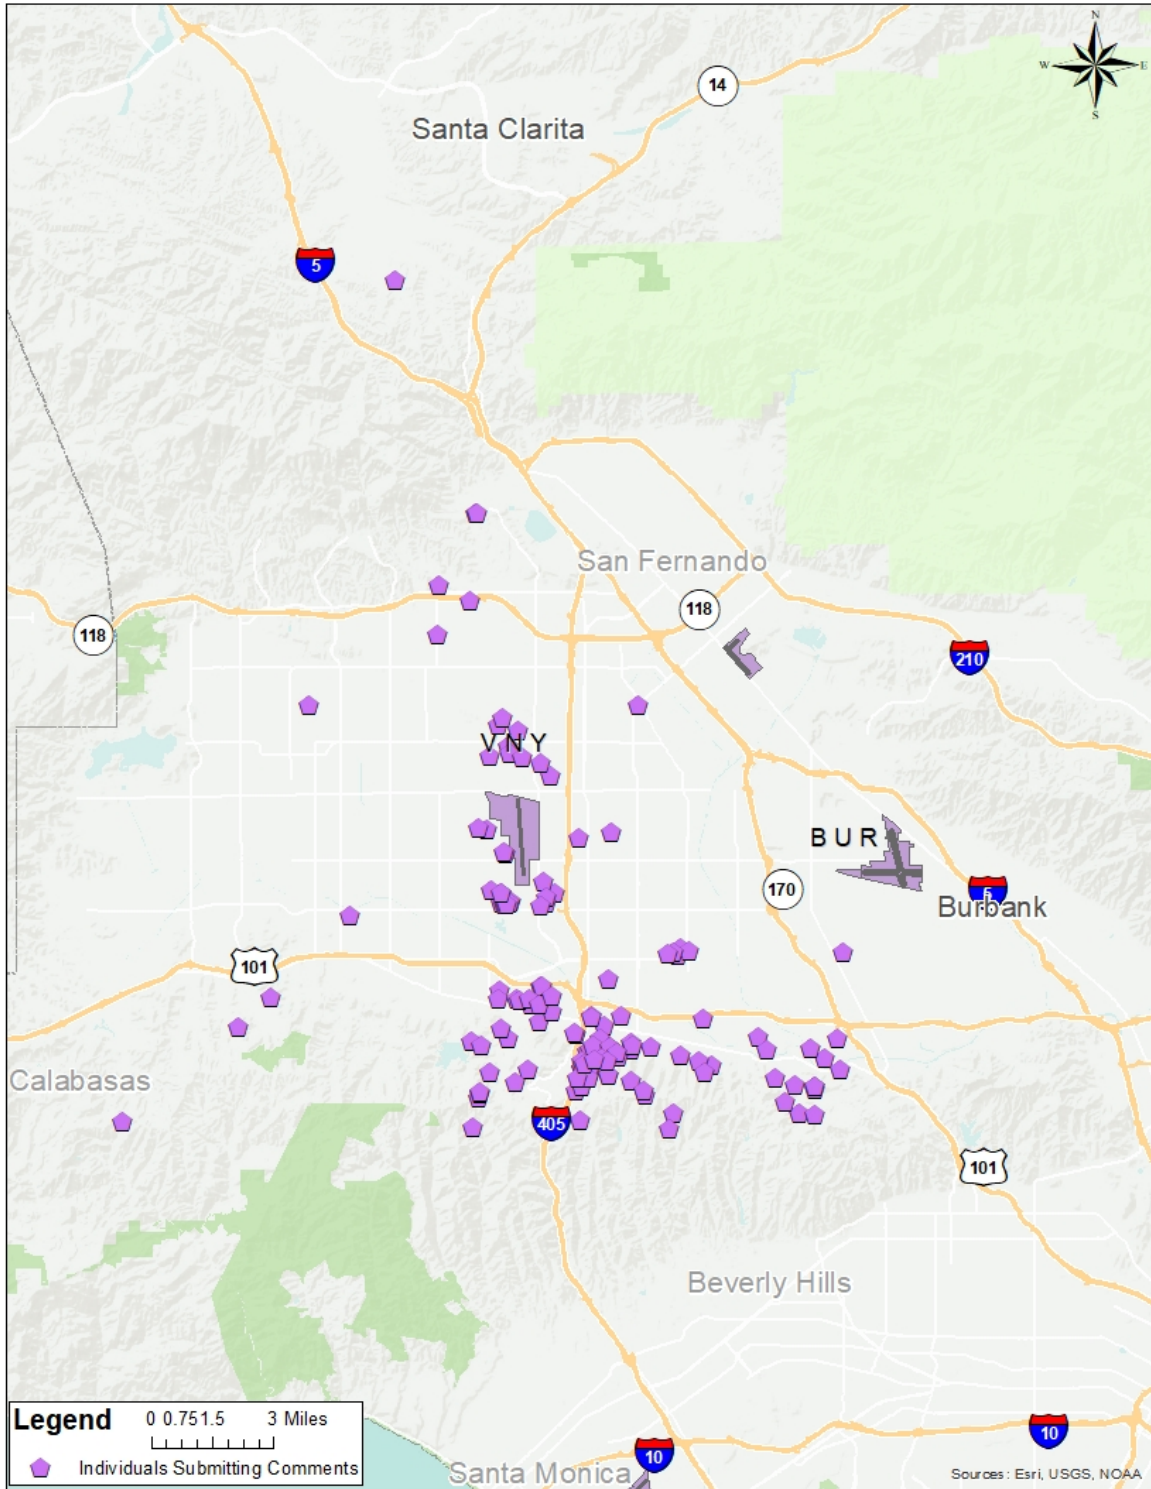 N
W E
S
14
Santa Clarita
5
San Fernando
118
118
210
VNY
BUR
170
5
Burbank
101
Calabasas
405
101
Beverly Hills
Legend
0 0.75 1.5 3 Miles
Individuals Submitting Comments
10
10
Santa Monica
Sources: Esri, USGS, NOAA